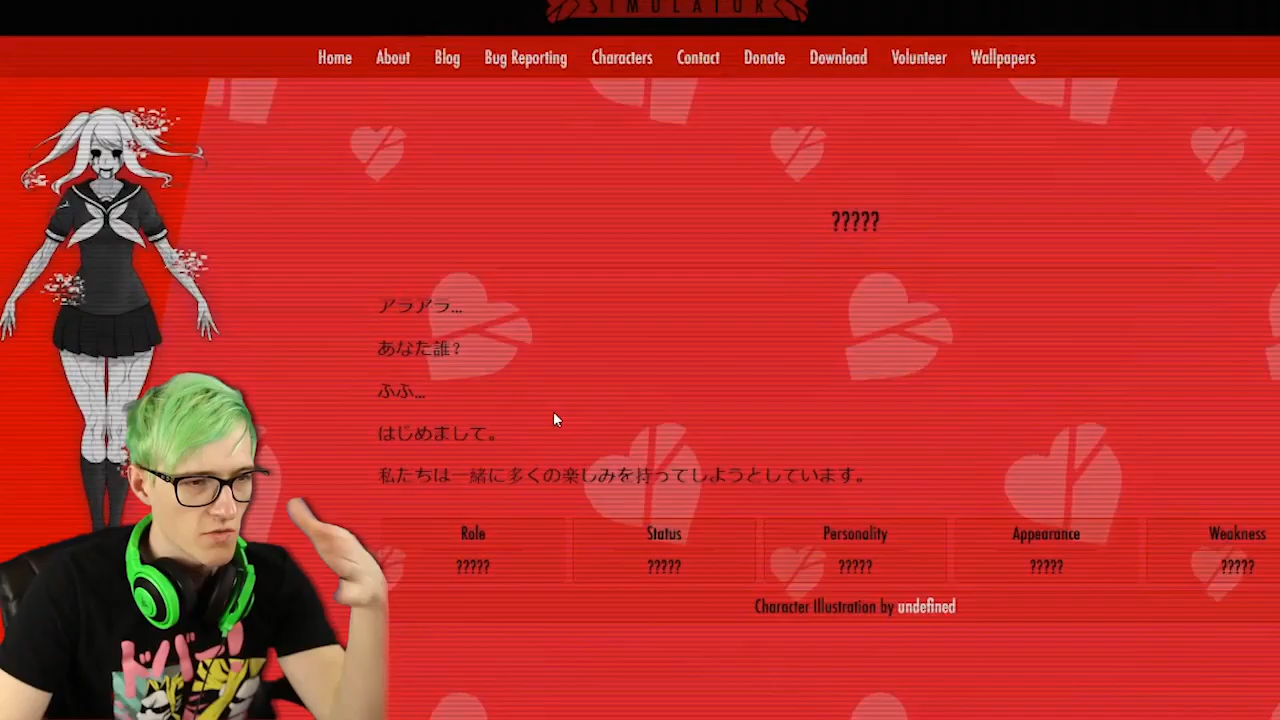 SIMULATOR
Home About Blog Bug Reporting Characters Contact Donate Download Volunteer Wallpapers
?????
アラアラ...
あなた誰?
ふふ...
はじめまして。
私たちは一緒に多くの楽しみを持ってしようとしています。
Role Status Personality Appearance Weakness
????? ????? ????? ????? ?????
Character Illustration by undefined